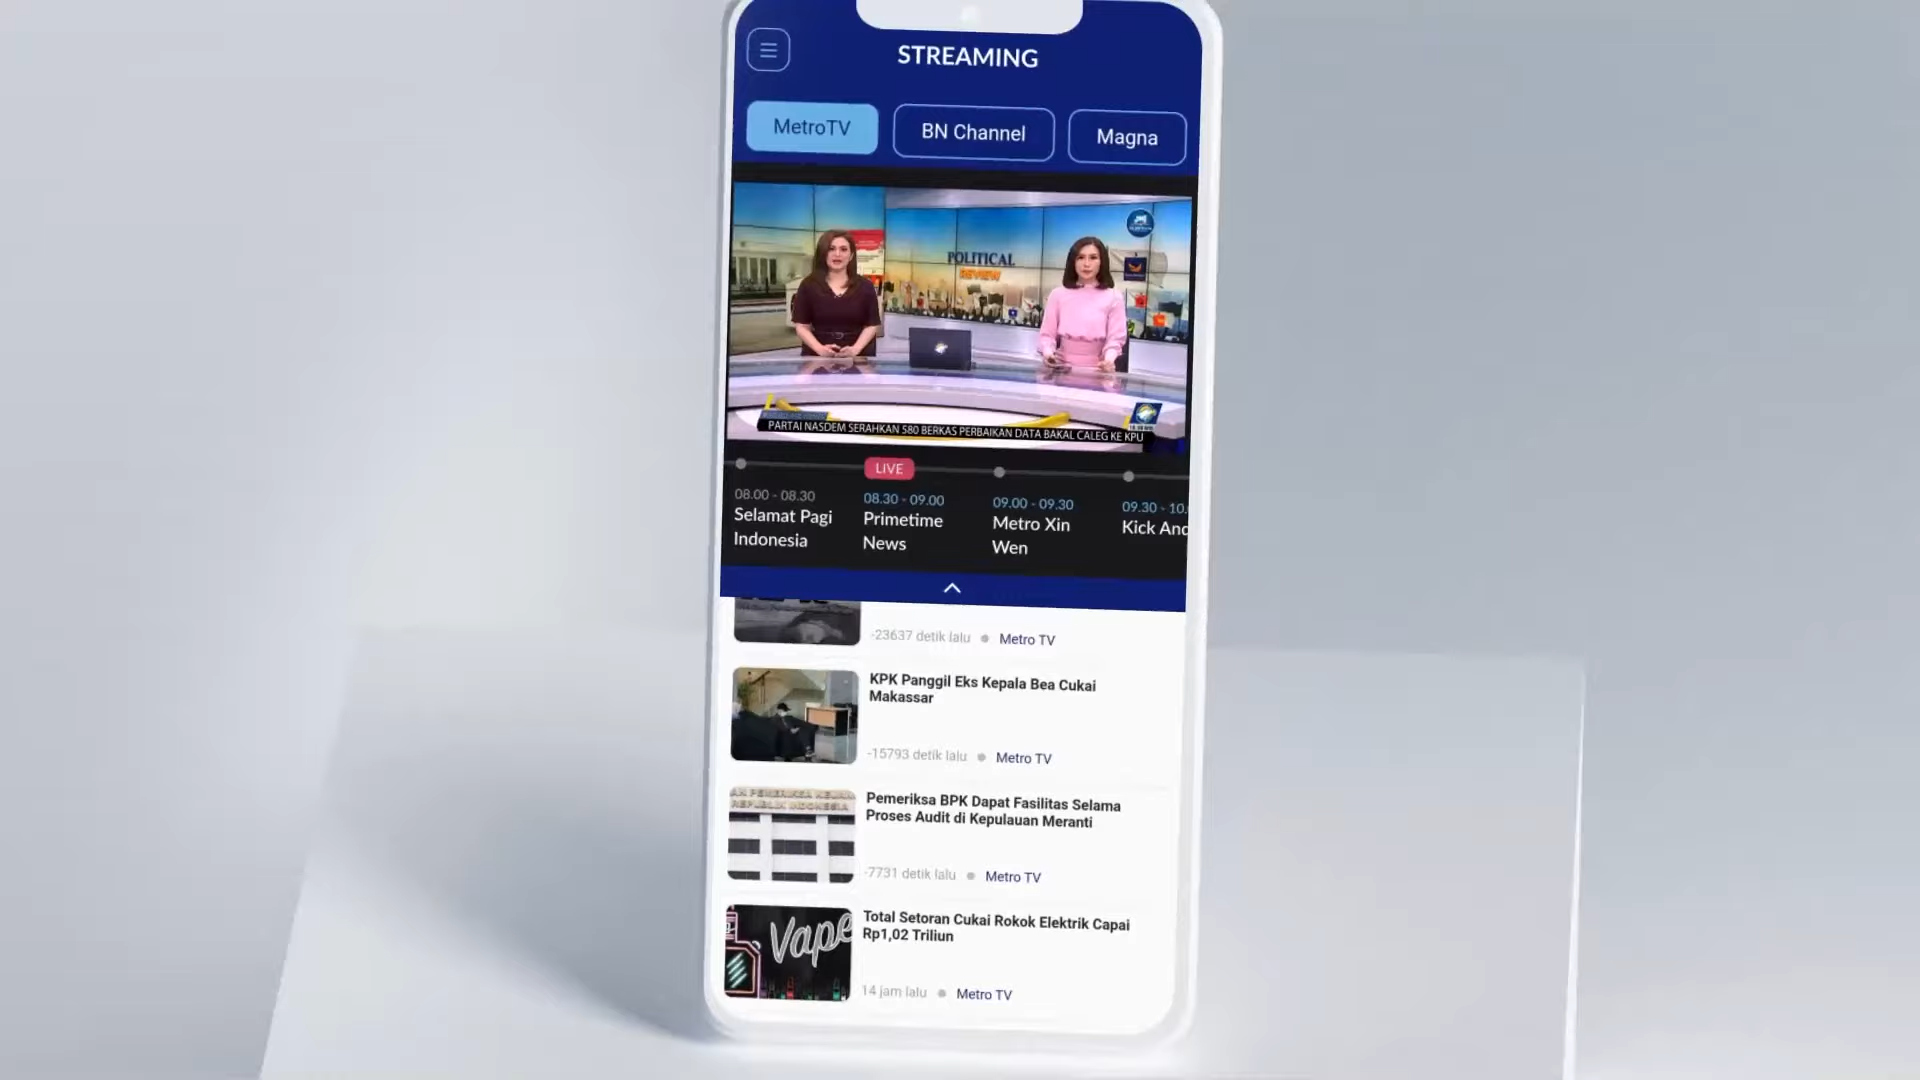 STREAMING
MetroTV
BN Channel
Magna
POLITICAL
REVIEW
PARTAI NASDEM SERAHKAN 580 BERKAS PERBAIKAN DATA BAKAL CALEG KE KPU
LIVE
08.00 - 08.30
Selamat Pagi
Indonesia
08.30 - 09.00
Primetime
News
09.00 - 09.30
Metro Xin
Wen
09.30 - 10.
Kick And
-23637 detik lalu
Metro TV
KPK Panggil Eks Kepala Bea Cukai
Makassar
-15793 detik lalu
Metro TV
REPUBLIK INDONESIA
Pemeriksa BPK Dapat Fasilitas Selama
Proses Audit di Kepulauan Meranti
-7731 detik lalu
Metro TV
Vape
Total Setoran Cukai Rokok Elektrik Capai
Rp1,02 Triliun
14 jam lalu
Metro TV